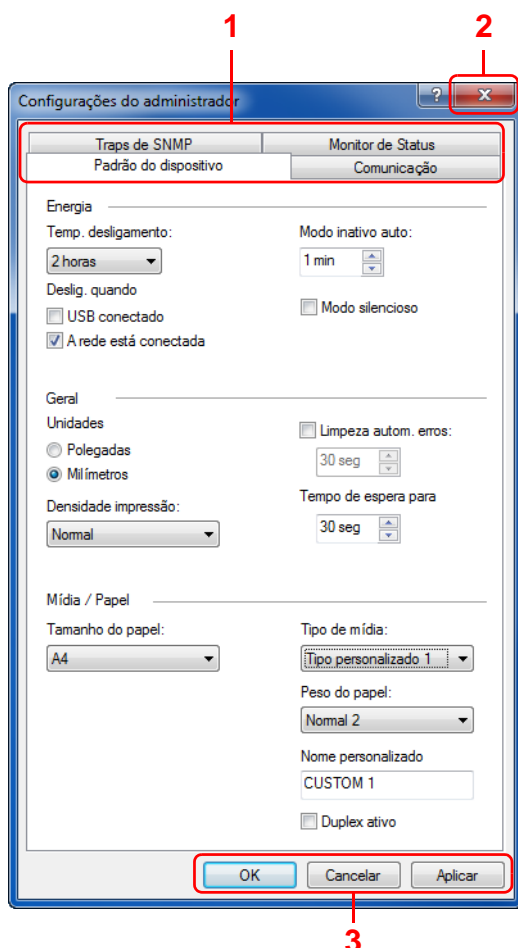 1
2
Configurações do administrador
?
x
Traps de SNMP
Monitor de Status
Padrão do dispositivo
Comunicação
Energia
Temp. desligamento:
Modo inativo auto:
2 horas
1 min
Deslig. quando
Modo silencioso
USB conectado
A rede está conectada
Geral
Unidades
Limpeza autom. erros:
Polegadas
30 seg
Milímetros
Tempo de espera para
Densidade impressão:
30 seg
Normal
Mídia / Papel
Tamanho do papel:
Tipo de mídia:
A4
Tipo personalizado 1
Peso do papel:
Normal 2
Nome personalizado
CUSTOM 1
Duplex ativo
OK
Cancelar
Aplicar
3